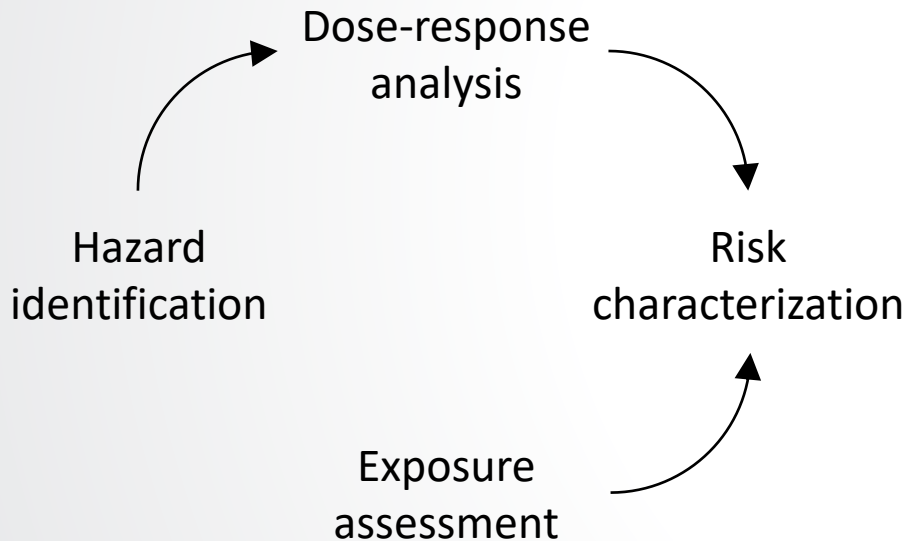 Dose-response
analysis
Hazard
identification
Risk
characterization
Exposure
assessment